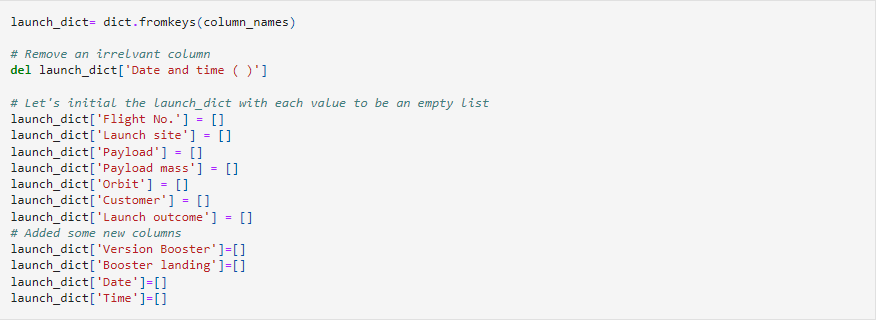 launch_dict= dict.fromkeys(column_names)
# Remove an irrelvant column
del launch_dict['Date and time ( )']
# Let's initial the launch_dict with each value to be an empty list
launch_dict['Flight No.'] = []
launch_dict['Launch site'] = []
launch_dict['Payload'] = []
launch_dict['Payload mass'] = []
launch_dict['Orbit'] = []
launch_dict['Customer'] = []
launch_dict['Launch outcome'] = []
# Added some new columns
launch_dict['Version Booster']=[]
launch_dict['Booster landing']=[]
launch_dict['Date']=[]
launch_dict['Time']=[]